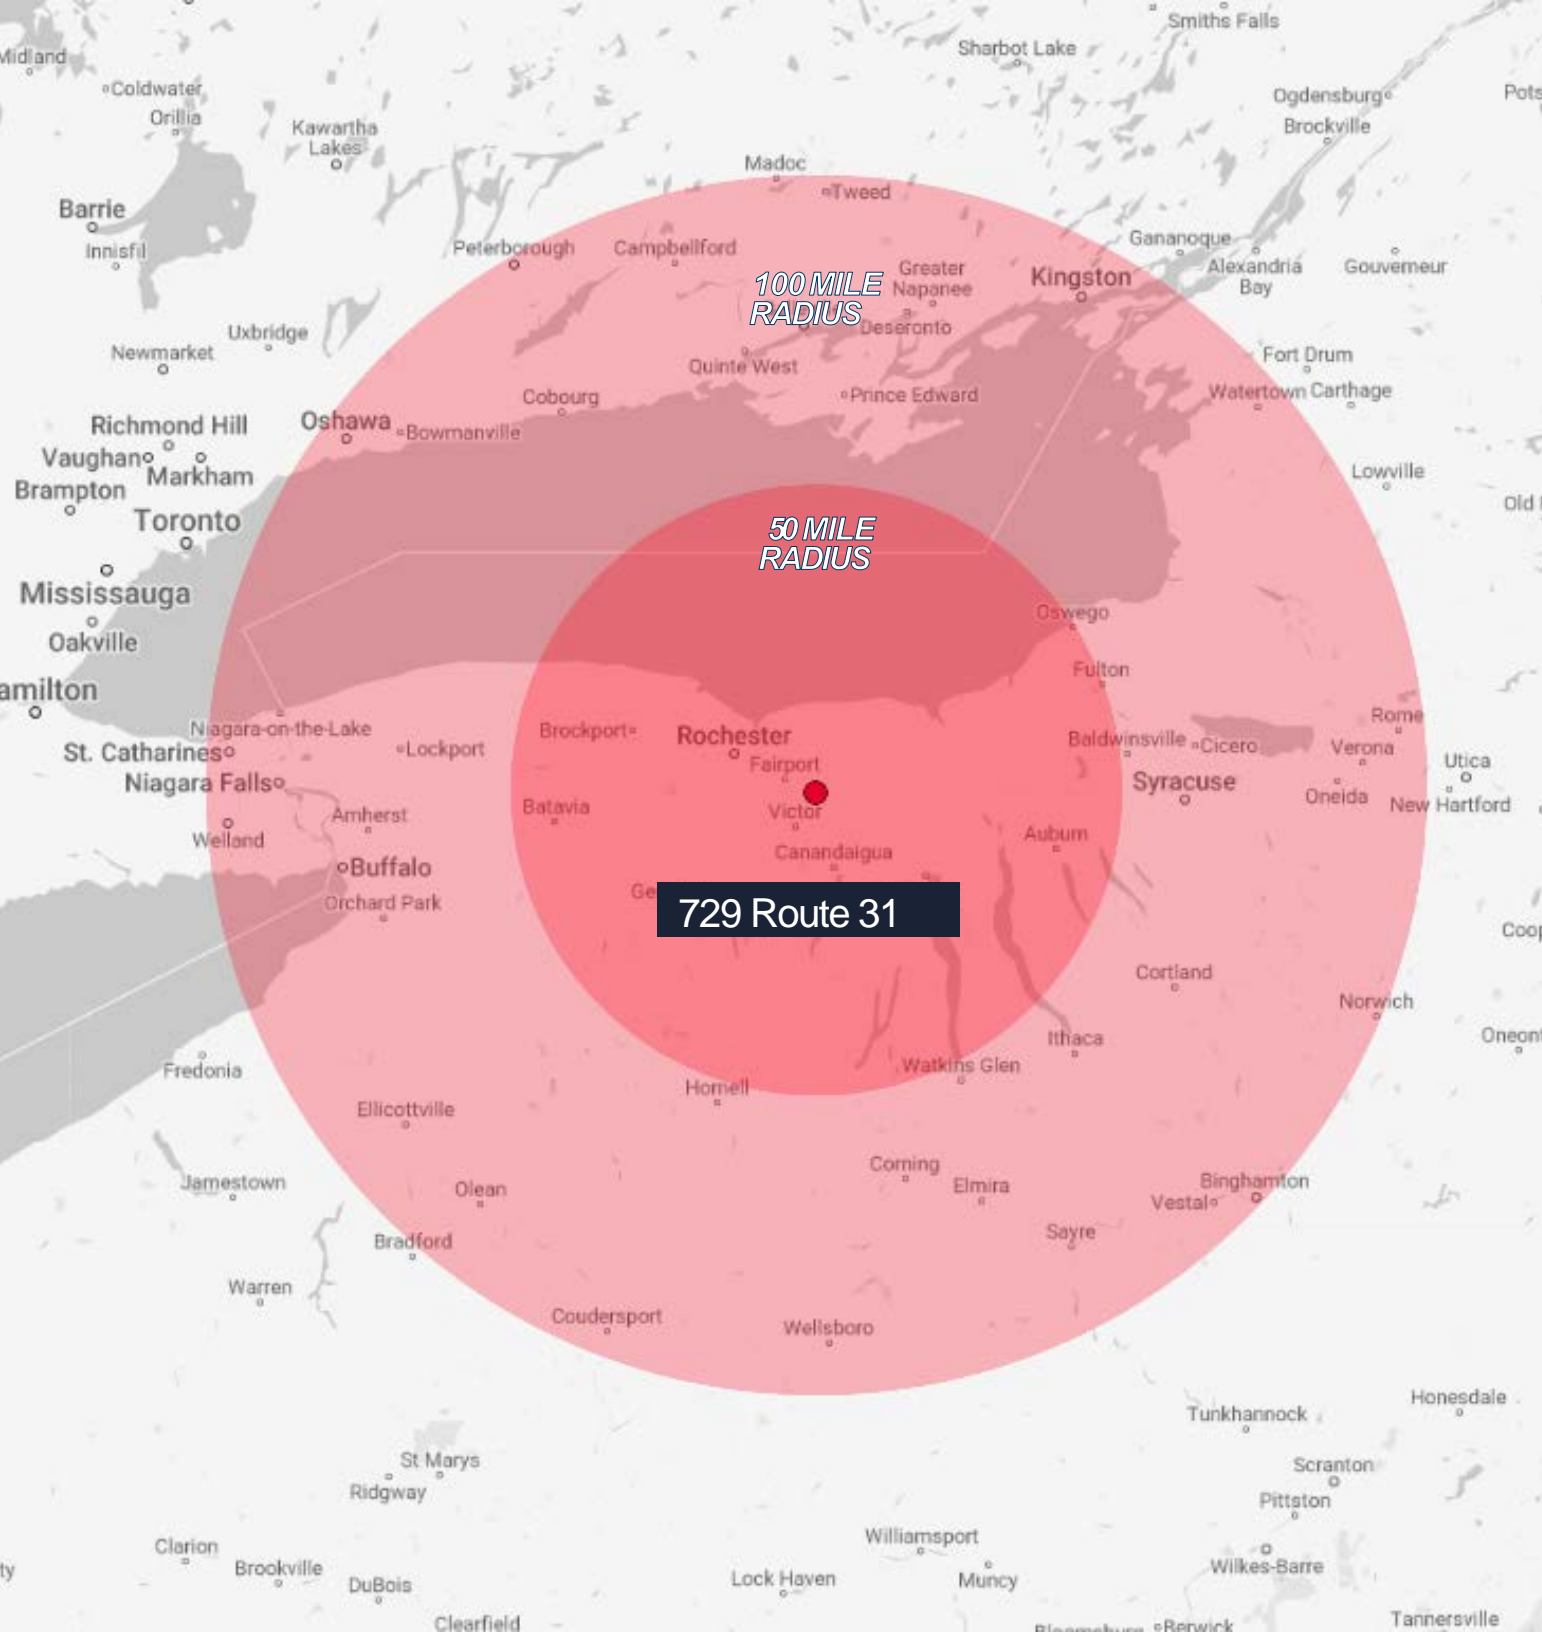 Smiths Falls
Sharbot Lake
Midland
Coldwater
Orillia
Ogdensburg
Kawartha
Lakes
Brockville
Madoc
Tweed
Barrie
Innisfil
Peterborough
Campbellford
Gananoque
Alexandria
Bay
Gouverneur
Greater
Napanee
Kingston
100 MILE
RADIUS
Deseronto
Uxbridge
Newmarket
Quinte West
Fort Drum
Prince Edward
Watertown
Carthage
Cobourg
Oshawa
Bowmanville
Richmond Hill
Vaughan
Markham
Brampton
Lowville
Old
Toronto
50 MILE
RADIUS
Mississauga
Oakville
Oswego
Fulton
amilton
Niagara-on-the-Lake
Brockport
Rochester
Rome
St. Catharines
Lockport
Baldwinsville
Cicero
Verona
Fairport
Utica
Niagara Falls
Syracuse
Oneida
New Hartford
Amherst
Batavia
Victor
Welland
Auburn
Canandaigua
Buffalo
Ge
Orchard Park
729 Route 31
Cortland
Norwich
Ithaca
Fredonia
Watkins Glen
Hornell
Ellicottville
Corning
Jamestown
Olean
Elmira
Binghamton
Vestal
Sayre
Bradford
Warren
Coudersport
Wellsboro
Tunkhannock
Honesdale
St Marys
Ridgway
Scranton
Pittston
Williamsport
Clarion
Brookville
DuBois
Lock Haven
Muncy
Wilkes-Barre
ty
Clearfield
Berwick
Tannersville